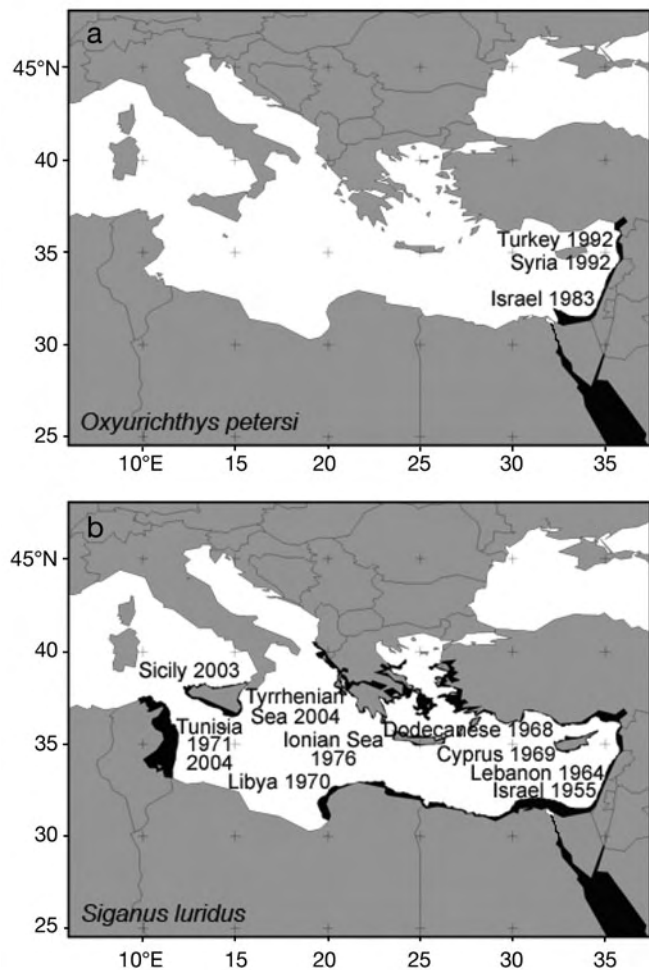 a
45°N
40
35
30
25
Turkey 1992
Syria 1992
Israel 1983
Oxyurichthys petersi
10°E 15 20 25 30 35
b
45°N
40
35
30
25
Sicily 2003
Tyrrhenian
Sea 2004
Tunisia
1971
2004
Ionian Sea
1976
Libya 1970
Dodecanese 1968
Cyprus 1969
Lebanon 1964
Israel 1955
Siganus luridus
10°E 15 20 25 30 35